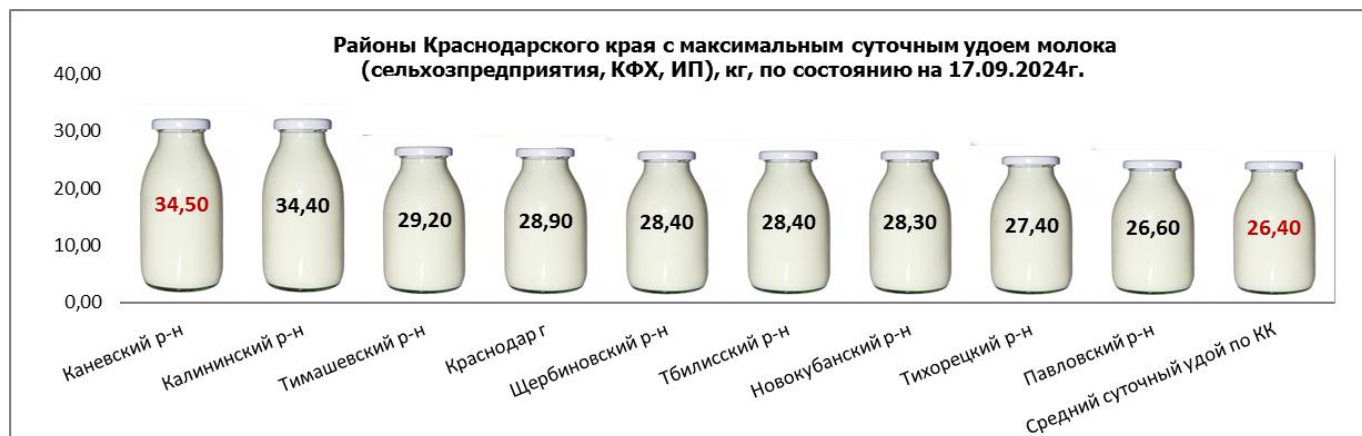 Районы Краснодарского края с максимальным суточным удоем молока
(сельхозпредприятия, КФХ, ИП), кг, по состоянию на 17.09.2024г.
40,00
30,00
20,00
10,00
0,00
34,50
34,40
29,20
28,90
28,40
28,40
28,30
27,40
26,60
26,40
Каневский р-н
Калининский р-н
Тимашевский р-н
Краснодар г
Щербиновский р-н
Тбилисский р-н
Новокубанский р-н
Тихорецкий р-н
Павловский р-н
Средний суточный удой по КК